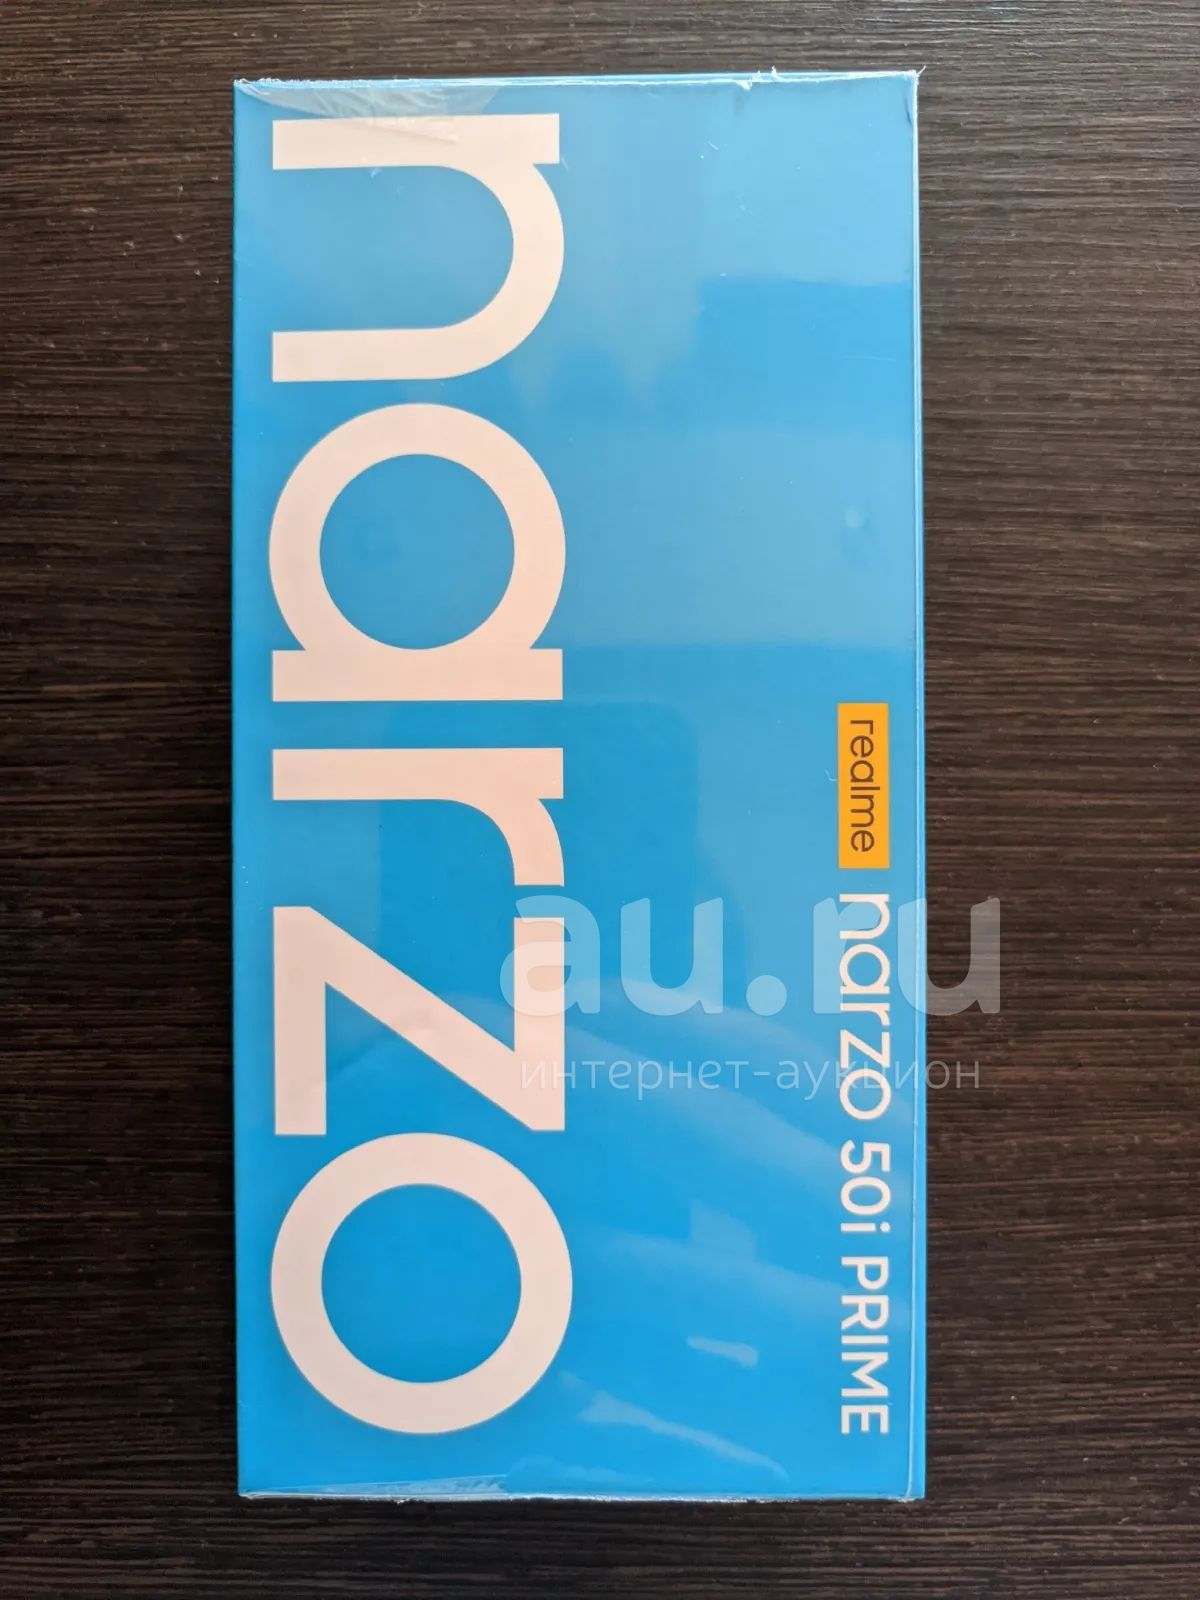 narzo
realme narzo 50i PRIME
au.ru
интернет-аукцион